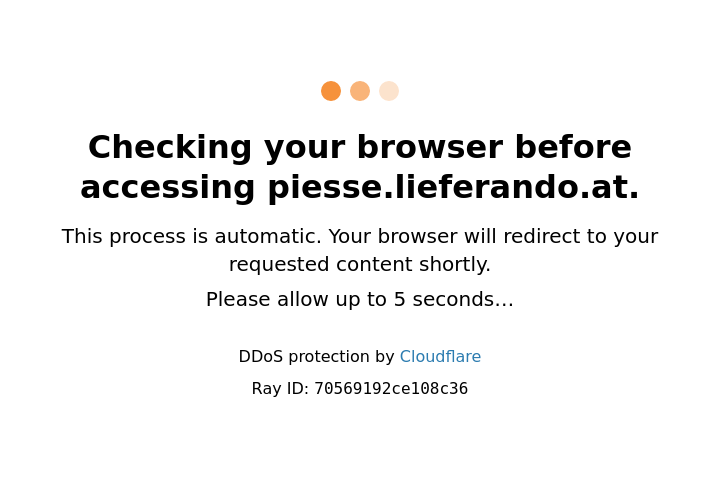 Checking your browser before
accessing piesse.lieferando.at.
This process is automatic. Your browser will redirect to your
requested content shortly.
Please allow up to 5 seconds…
DDoS protection by Cloudflare
Ray ID: 70569192ce108c36